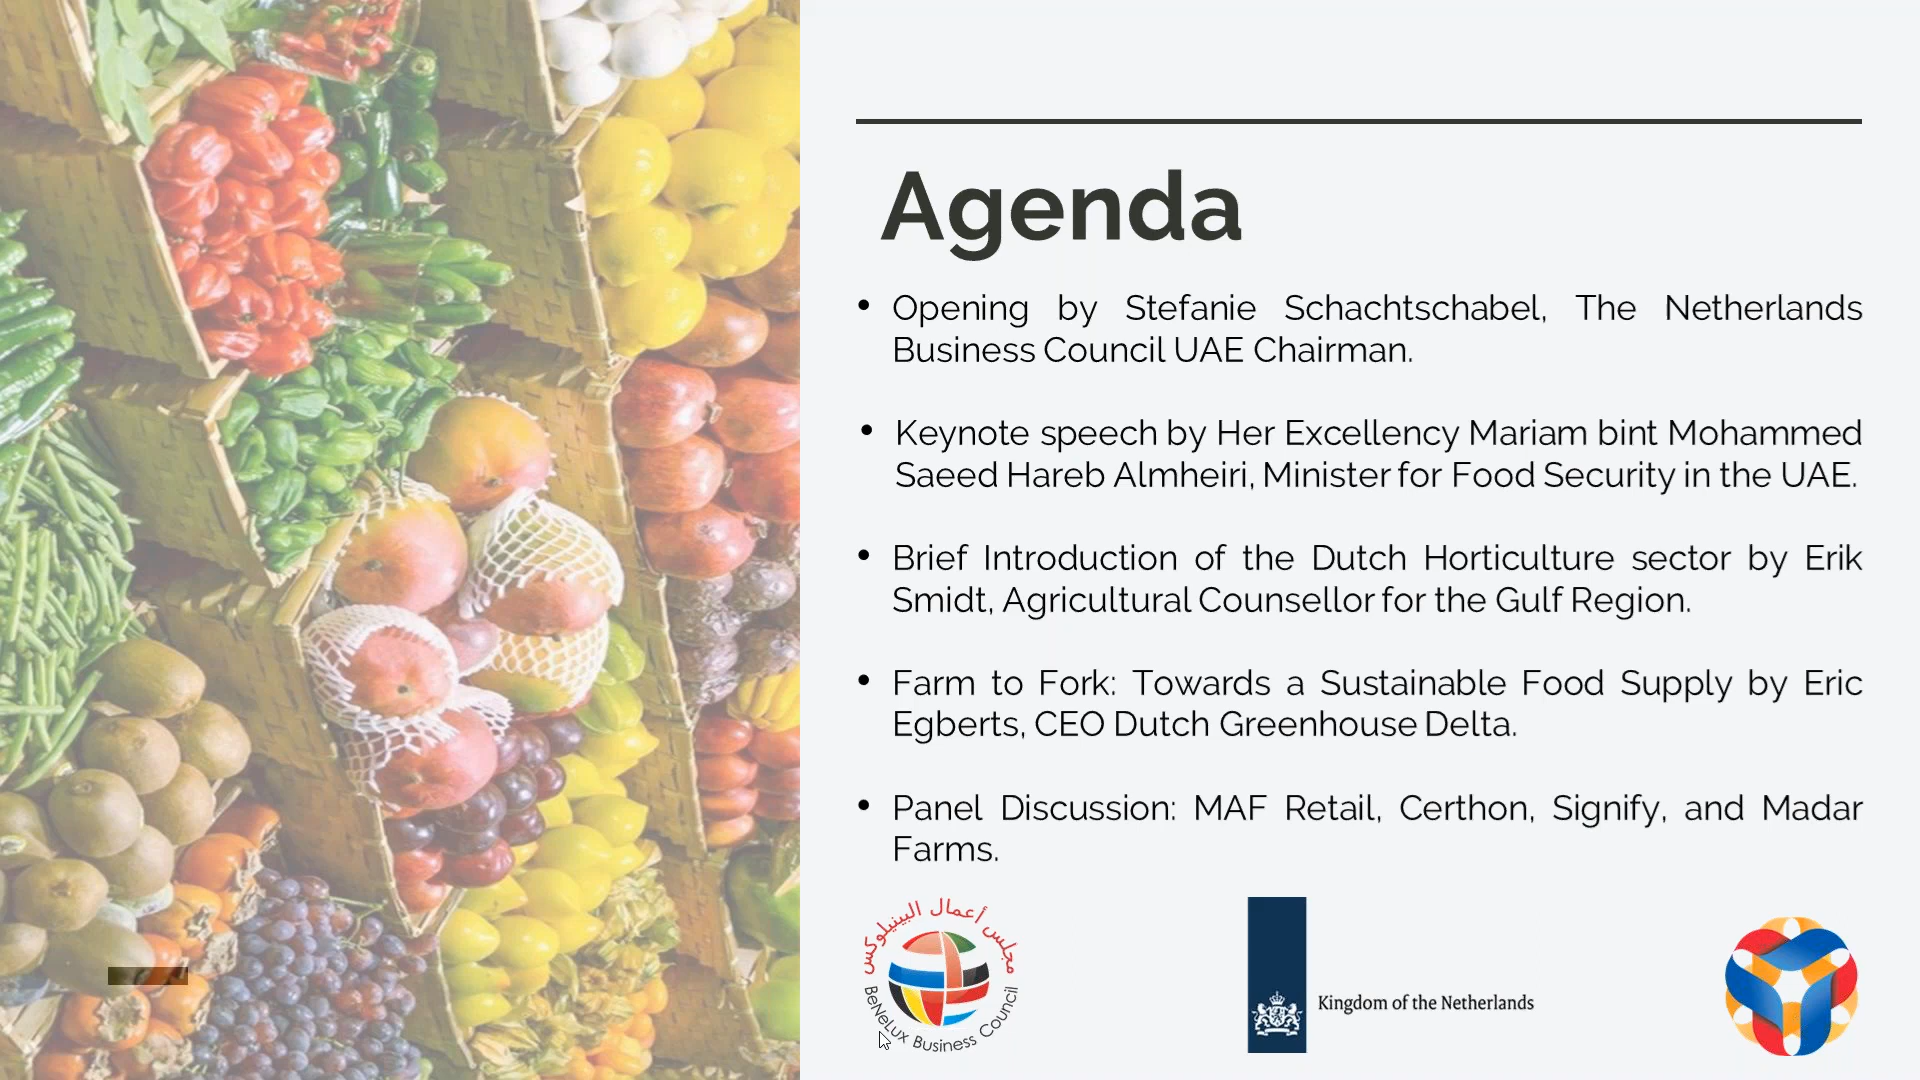 Agenda
• Opening by Stefanie Schachtschabel, The Netherlands
Business Council UAE Chairman.
• Keynote speech by Her Excellency Mariam bint Mohammed
Saeed Hareb Almheiri, Minister for Food Security in the UAE.
• Brief Introduction of the Dutch Horticulture sector by Erik
Smidt, Agricultural Counsellor for the Gulf Region.
• Farm to Fork: Towards a Sustainable Food Supply by Eric
Egberts, CEO Dutch Greenhouse Delta.
• Panel Discussion: MAF Retail, Certhon, Signify, and Madar
Farms.
مجلس أعمال البينيلوكس
BeNeLux Business Council
Kingdom of the Netherlands